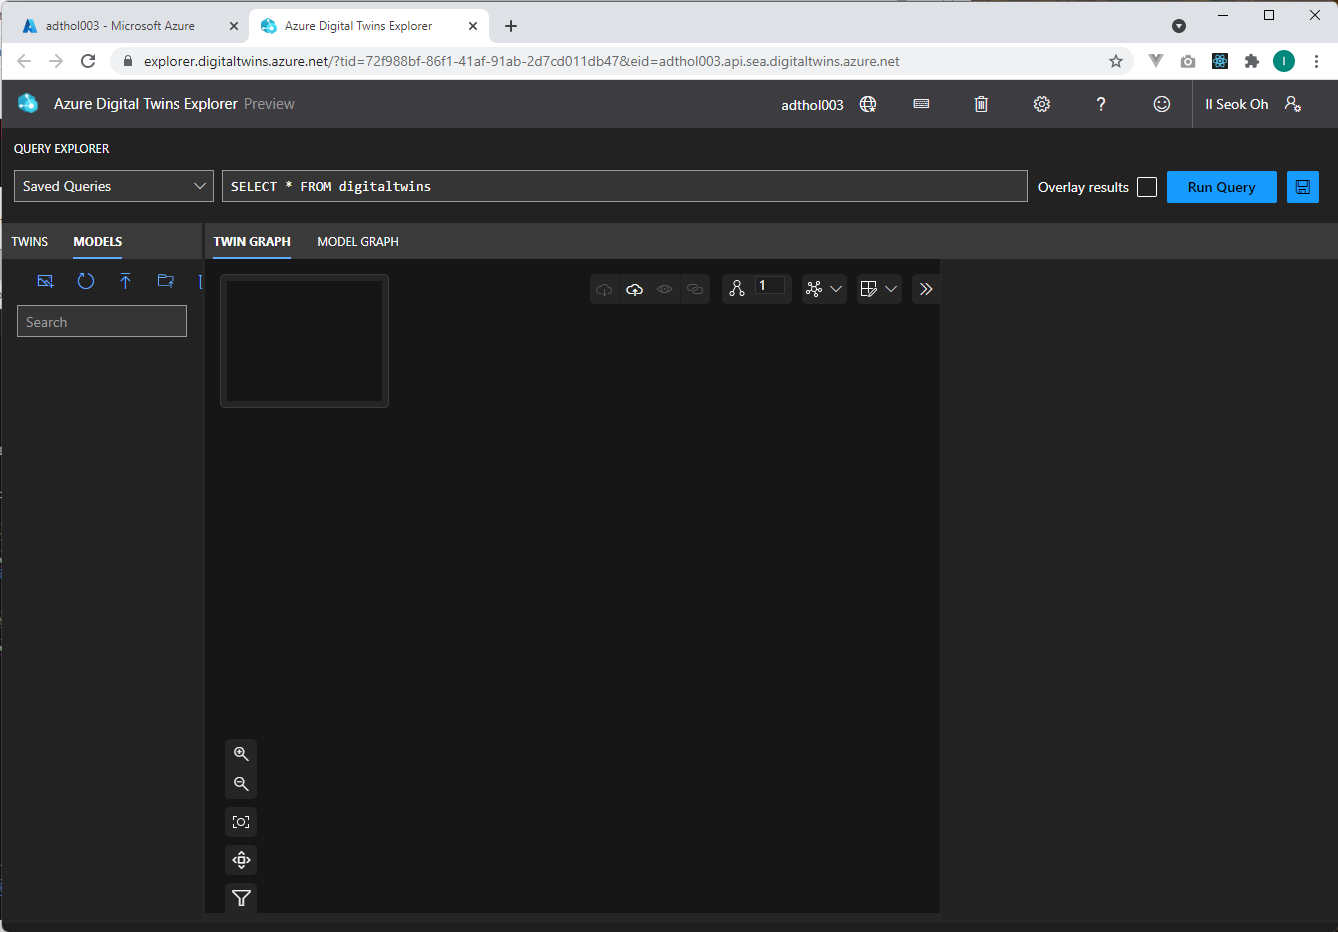 adthol003 - Microsoft Azure
Azure Digital Twins Explorer
explorer.digitaltwins.azure.net/?tid=72f988bf-86f1-41af-91ab-2d7cd011db47&eid=adthol003.api.sea.digitaltwins.azure.net
I
Azure Digital Twins Explorer Preview
adthol003
Il Seok Oh
QUERY EXPLORER
Saved Queries
SELECT * FROM digitaltwins
Overlay results
Run Query
TWINS
MODELS
TWIN GRAPH
MODEL GRAPH
1
Search